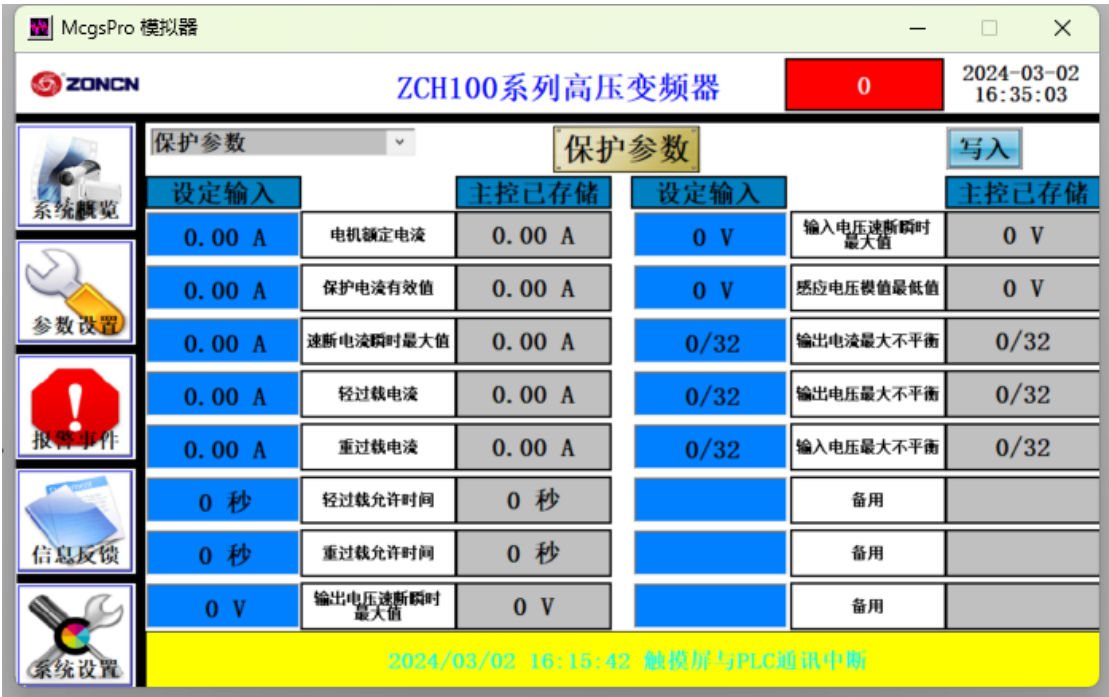 McgsPro 模拟器
ZONCN
ZCH100系列高压变频器
0
2024-03-02
16:35:03
系统概览
参数设置
报警事件
信息反馈
系统设置
保护参数
保护参数
写入
设定输入
主控已存储
设定输入
主控已存储
0.00 A
电机额定电流
0.00 A
0 V
输入电压速断瞬时
最大值
0 V
0.00 A
保护电流有效值
0.00 A
0 V
感应电压模值最低值
0 V
0.00 A
速断电流瞬时最大值
0.00 A
0/32
输出电流最大不平衡
0/32
0.00 A
轻过载电流
0.00 A
0/32
输出电压最大不平衡
0/32
0.00 A
重过载电流
0.00 A
0/32
输入电压最大不平衡
0/32
0 秒
轻过载允许时间
0 秒
备用
0 秒
重过载允许时间
0 秒
备用
0 V
输出电压速断瞬时
最大值
0 V
备用
2024/03/02 16:15:42 触摸屏与PLC通讯中断